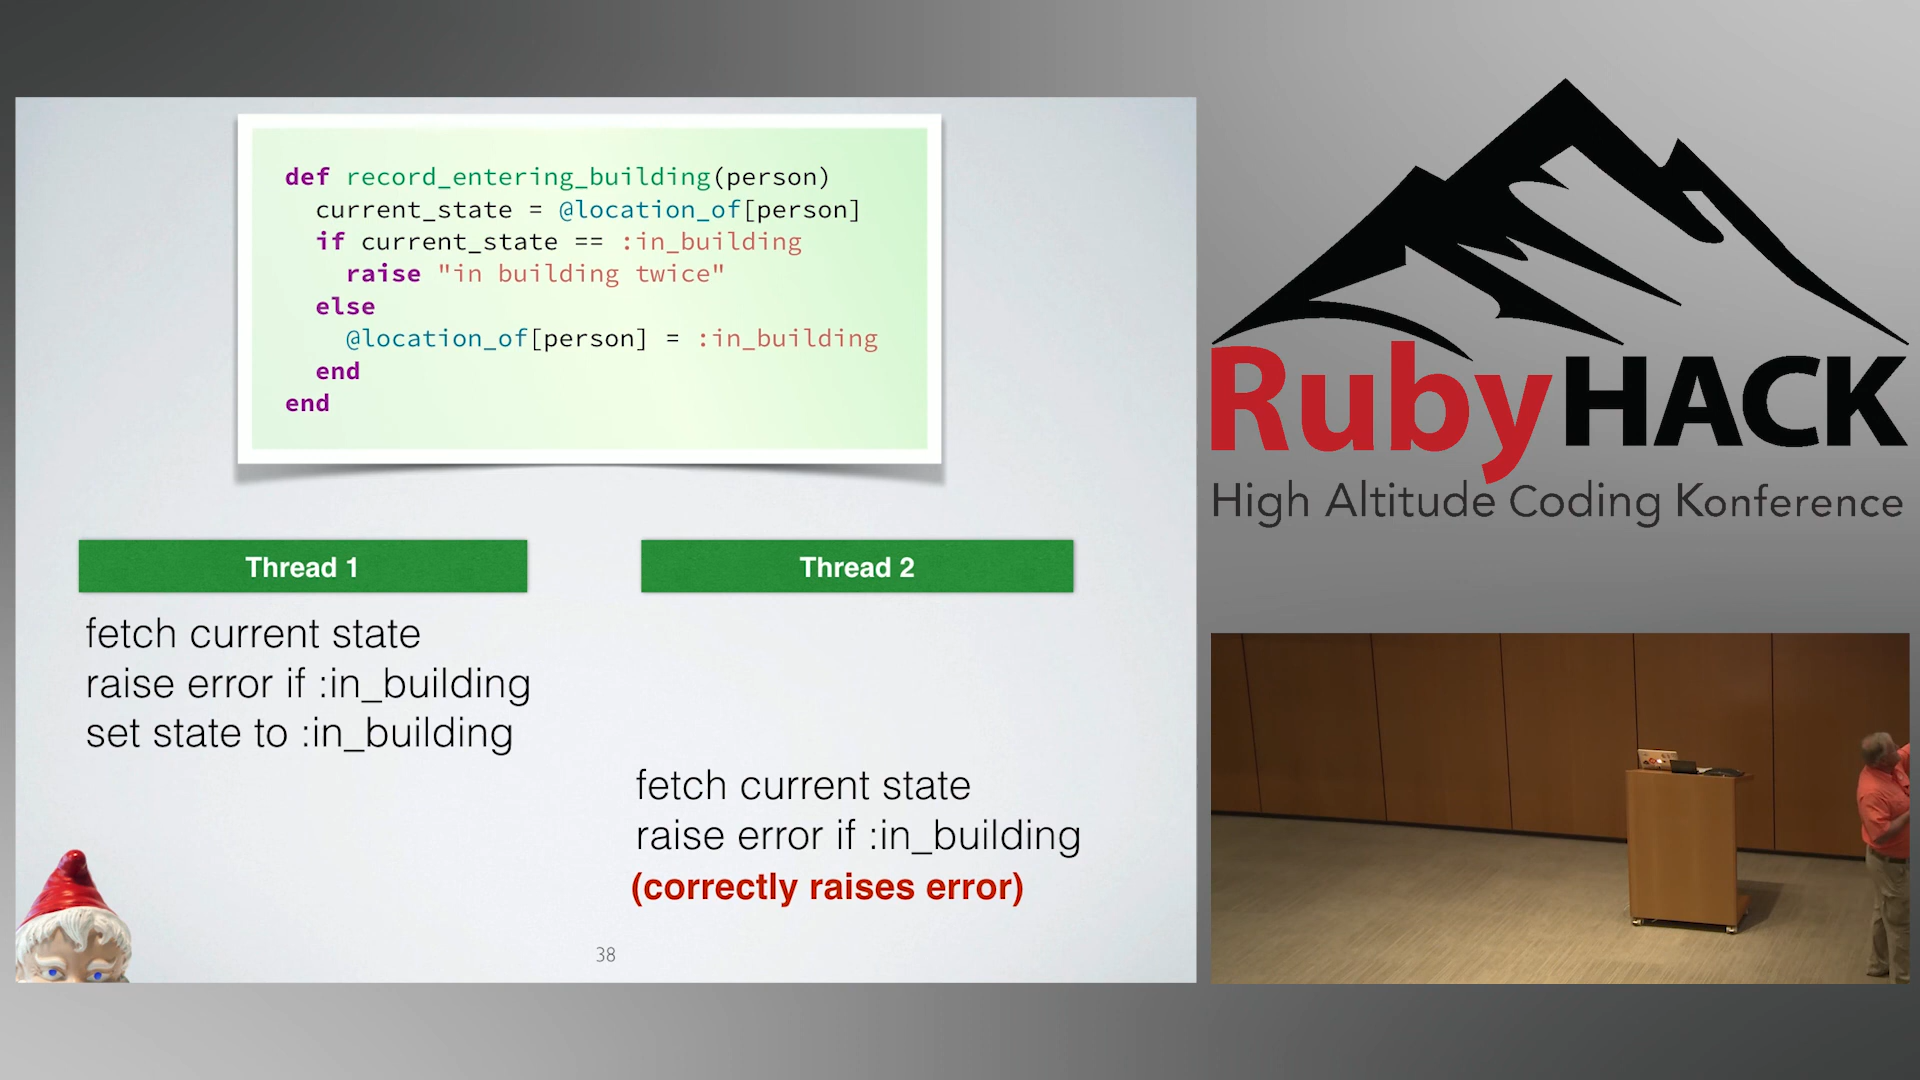 def record_entering_building(person)
  current_state = @location_of[person]
  if current_state == :in_building
    raise "in building twice"
  else
    @location_of[person] = :in_building
  end
end
Thread 1
fetch current state
raise error if :in_building
set state to :in_building
Thread 2
fetch current state
raise error if :in_building
(correctly raises error)
38
RubyHACK
High Altitude Coding Konference